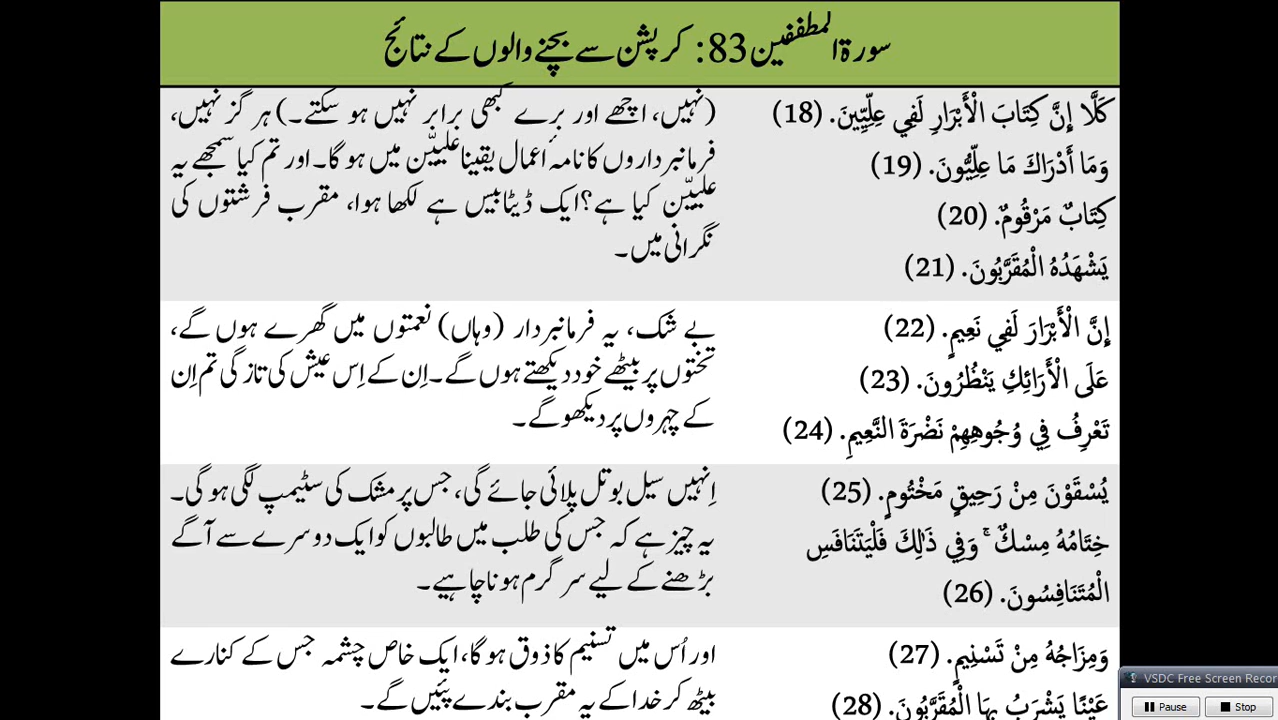 سورۃ المطففین 83: کرپشن سے بچنے والوں کے نتائج
كَلَّا إِنَّ كِتَابَ الْأَبْرَارِ لَفِي عِلِّيِّينَ. (18)
وَمَا أَدْرَاكَ مَا عِلِّيُّونَ. (19)
كِتَابٌ مَرْقُومٌ. (20)
يَشْهَدُهُ الْمُقَرَّبُونَ. (21)
(نہیں، اچھے اور برے کبھی برابر نہیں ہو سکتے۔) ہر گز نہیں،
فرمانبرداروں کا نامہ ٔ اعمال یقینا علییّن میں ہو گا۔ اور تم کیا سمجھے یہ
علییّن کیا ہے؟ ایک ڈیٹا بیس ہے لکھا ہوا، مقرب فرشتوں کی
نگرانی میں۔
إِنَّ الْأَبْرَارَ لَفِي نَعِيمٍ. (22)
عَلَى الْأَرَائِكِ يَنْظُرُونَ. (23)
تَعْرِفُ فِي وُجُوهِهِمْ نَضْرَةَ النَّعِيمِ. (24)
بے شک، یہ فرمانبردار (وہاں) نعمتوں میں گھرے ہوں گے،
تختوں پر بیٹھے خود دیکھتے ہوں گے۔ اِن کے اِس عیش کی تازگی تم اِن
کے چہروں پر دیکھو گے۔
يُسْقَوْنَ مِنْ رَحِيقٍ مَخْتُومٍ. (25)
خِتَامُهُ مِسْكٌ ۚ وَفِي ذَٰلِكَ فَلْيَتَنَافَسِ
الْمُتَنَافِسُونَ. (26)
اِنہیں سیل بوتل پلائی جائے گی، جس پر مشک کی سٹیمپ لگی ہو گی۔
یہ چیز ہے کہ جس کی طلب میں طالبوں کو ایک دوسرے سے آگے
بڑھنے کے لیے سر گرم ہونا چاہیے۔
وَمِزَاجُهُ مِنْ تَسْنِيمٍ. (27)
عَيْنًا يَشْرَبُ بِهَا الْمُقَرَّبُونَ. (28)
اور اُس میں تسنیم کا ذوق ہو گا، ایک خاص چشمہ جس کے کنارے
بیٹھ کر خدا کے یہ مقرب بندے پئیں گے۔
VSDC Free Screen Recor
Pause Stop